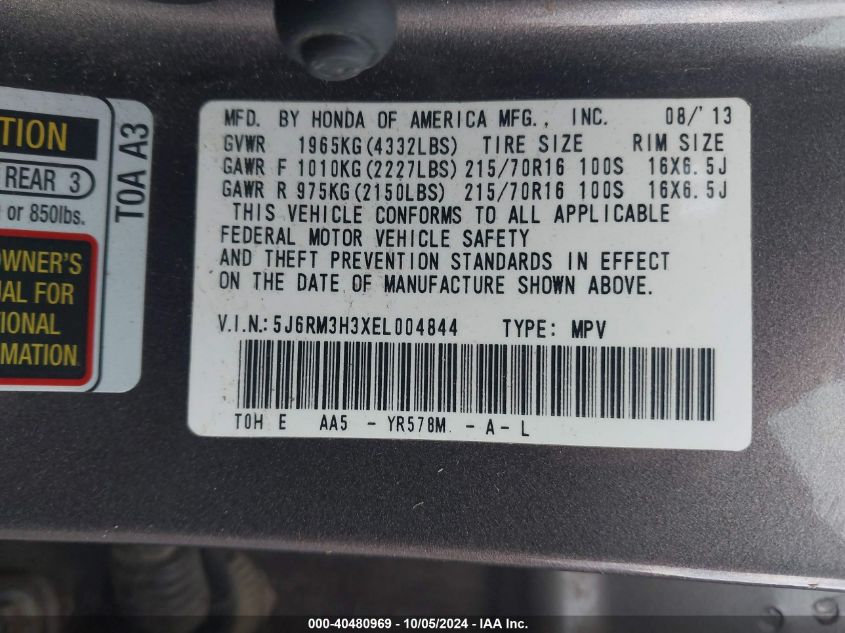 TION
REAR 3
or 850lbs.
OWNER'S
UAL FOR
TIONAL
MATION
T0A A3
MFD. BY HONDA OF AMERICA MFG., INC. 08/'13
GVWR 1965KG(4332LBS) TIRE SIZE RIM SIZE
GAWR F 1010KG(2227LBS) 215/70R16 100S 16X6.5J
GAWR R 975KG(2150LBS) 215/70R16 100S 16X6.5J
THIS VEHICLE CONFORMS TO ALL APPLICABLE
FEDERAL MOTOR VEHICLE SAFETY
AND THEFT PREVENTION STANDARDS IN EFFECT
ON THE DATE OF MANUFACTURE SHOWN ABOVE.
V.I.N.:5J6RM3H3XEL004844 TYPE: MPV
T0H E AA5 - YR578M - A - L
000-40480969 - 10/05/2024 - IAA Inc.